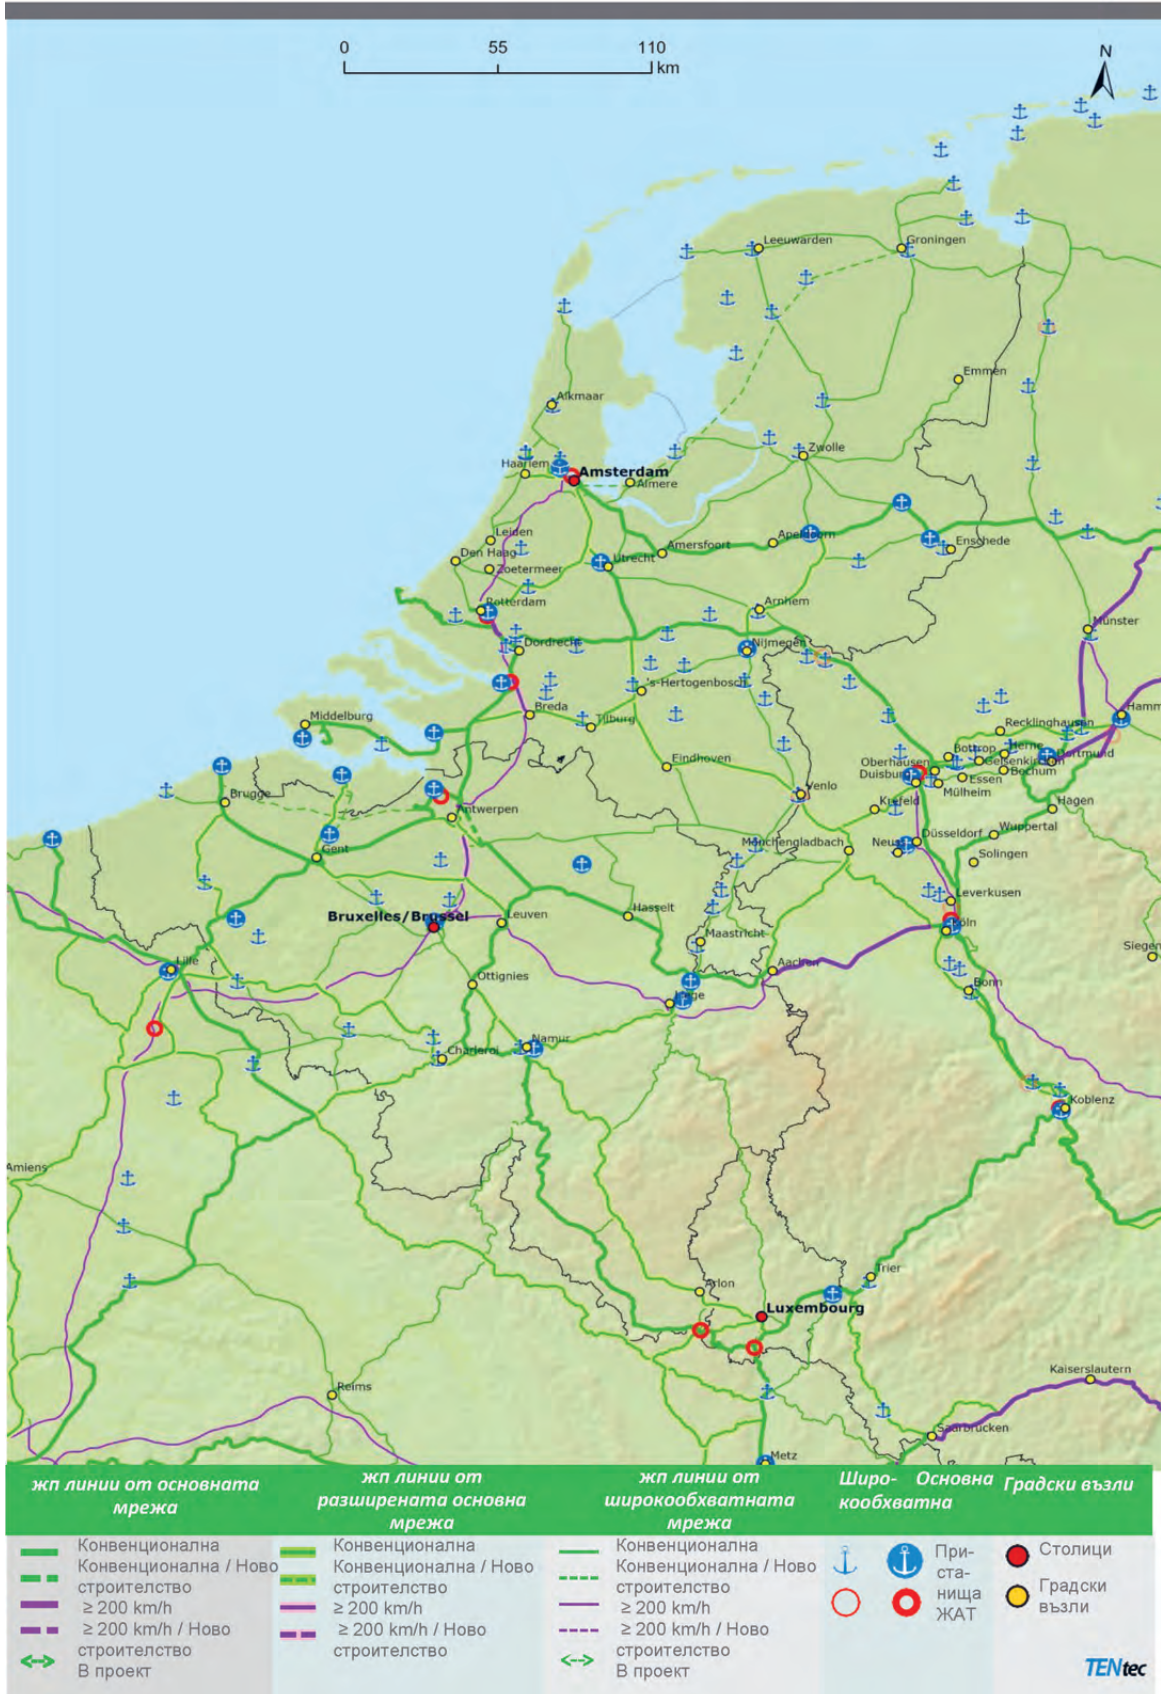 0 55 110
km
N
Leeuwarden
Groningen
Emmen
Alkmaar
Zwolle
Haarlem
Amsterdam
Almere
Leiden
Amersfoort
Apeldoorn
Enschede
Den Haag
Utrecht
Zoetermeer
Rotterdam
Arnhem
Münster
Dordrecht
Nijmegen
's-Hertogenbosch
Breda
Hamm
Middelburg
Tilburg
Recklinghausen
Bottrop
Herne
Dortmund
Eindhoven
Oberhausen
Gelsenkirchen
Duisburg
Bochum
Essen
Mülheim
Venlo
Brugge
Krefeld
Hagen
Antwerpen
Düsseldorf
Wuppertal
Mönchengladbach
Neuss
Gent
Solingen
Leverkusen
Bruxelles/Brussel
Leuven
Hasselt
Köln
Maastricht
Siegen
Lille
Aachen
Ottignies
Bonn
Liège
Namur
Charleroi
Koblenz
Amiens
Trier
Arlon
Luxembourg
Kaiserslautern
Reims
Saarbrücken
Metz
жп линии от основната
мрежа
жп линии от
разширената основна
мрежа
жп линии от
широкообхватната
мрежа
Широ-
кообхватна
Основна
Градски възли
Конвенционална
Конвенционална / Ново
строителство
≥ 200 km/h
≥ 200 km/h / Ново
строителство
В проект
Конвенционална
Конвенционална / Ново
строителство
≥ 200 km/h
≥ 200 km/h / Ново
строителство
Конвенционална
Конвенционална / Ново
строителство
≥ 200 km/h
≥ 200 km/h / Ново
строителство
В проект
При-
ста-
нища
ЖАТ
Столици
Градски
възли
TENtec